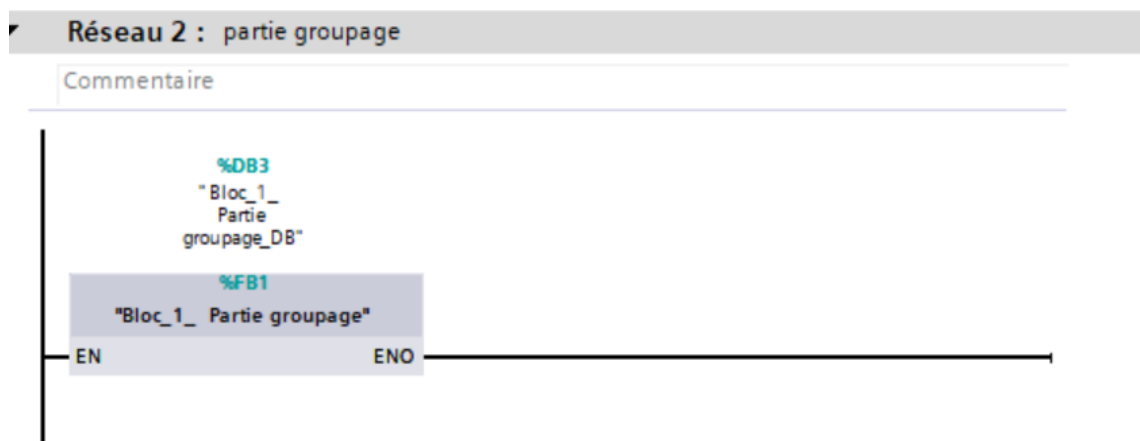 Réseau 2 : partie groupage
Commentaire
%DB3
"Bloc_1_
Partie
groupage_DB"
%FB1
"Bloc_1_ Partie groupage"
EN ENO